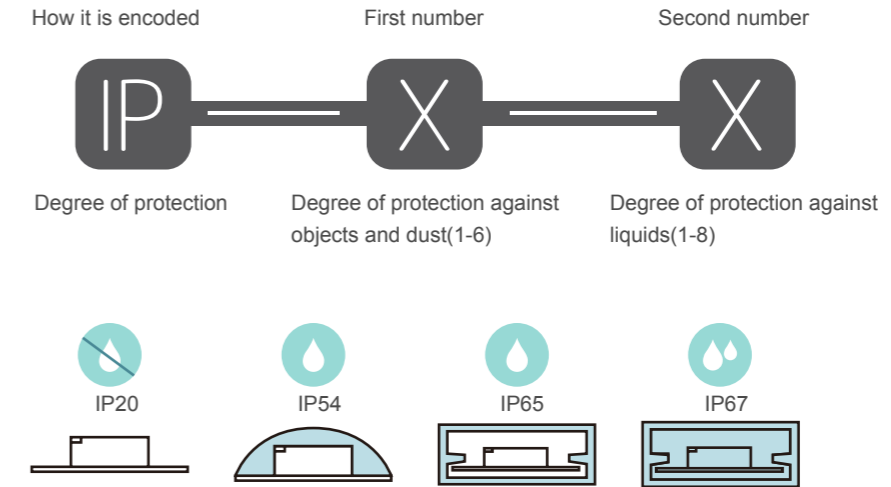 How it is encoded
First number
Second number
IP
X
X
Degree of protection
Degree of protection against
objects and dust(1-6)
Degree of protection against
liquids(1-8)
IP20
IP54
IP65
IP67